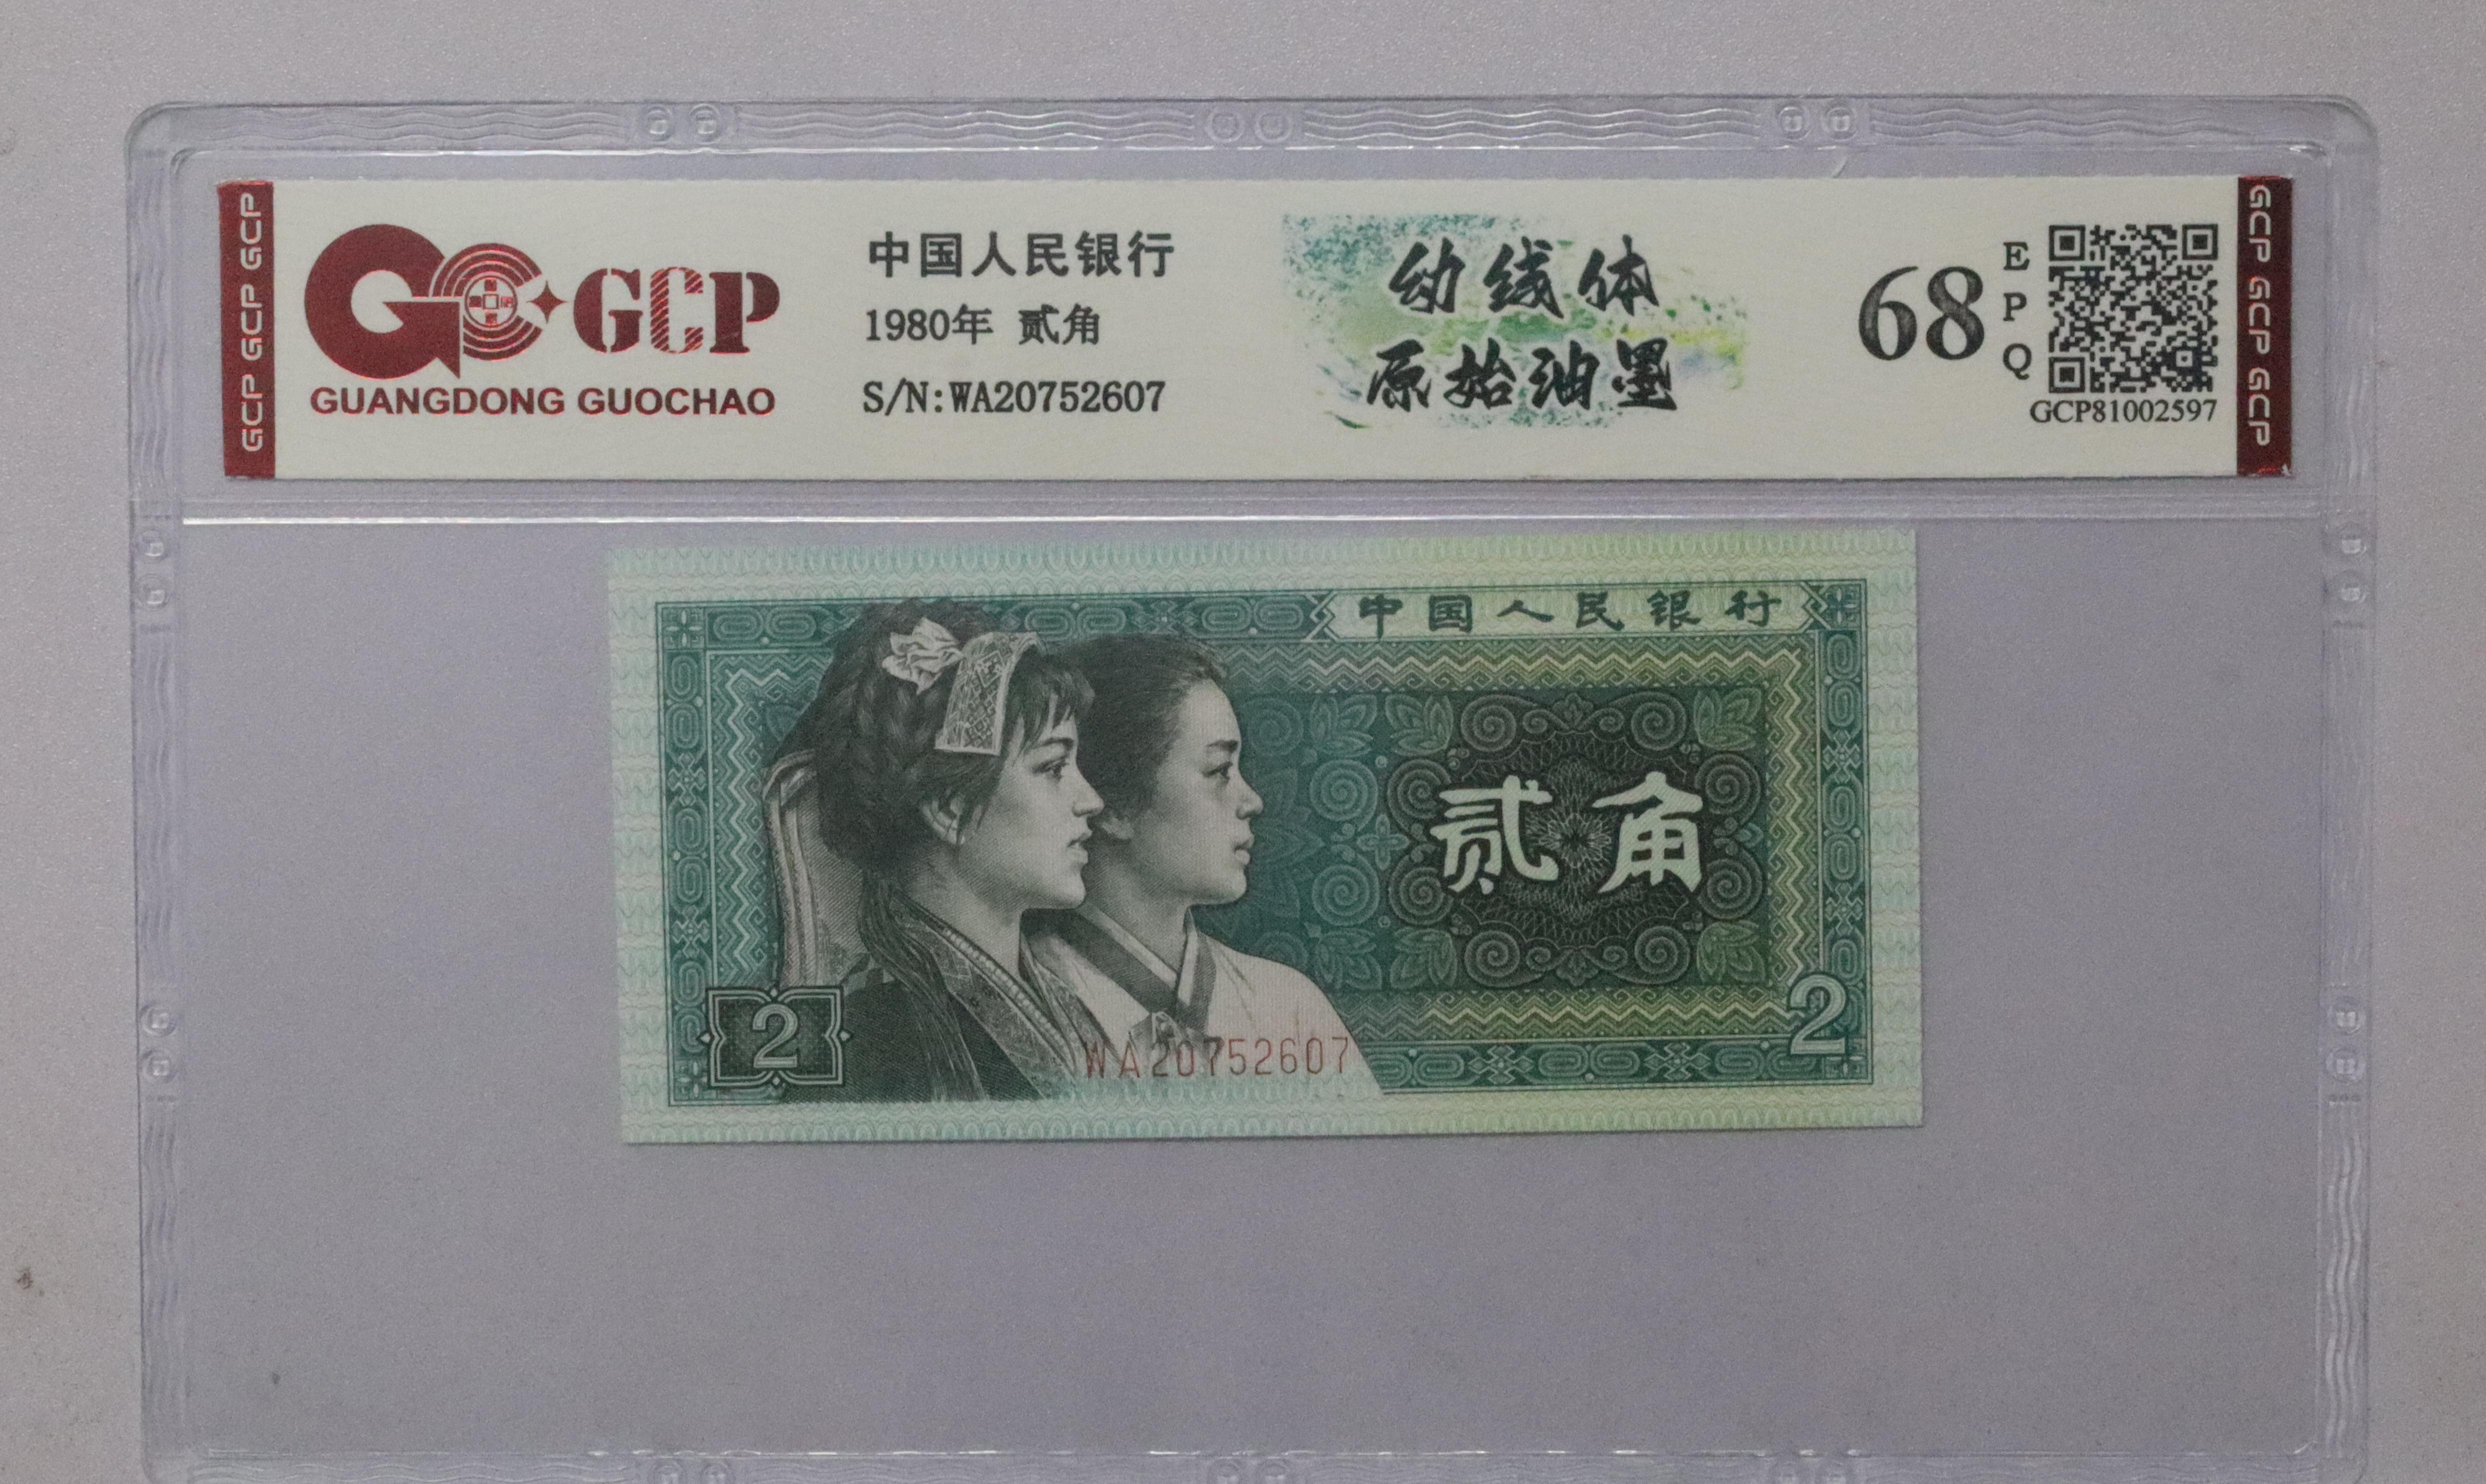 GCP GCP GCP
GCP
GUANGDONG GUOCHAO
中国人民银行
1980年 贰角
S/N:WA20752607
幼线体
原始油墨
68
EPQ
GCP81002597
GCP GCP GCP
中国人民银行
贰角
2
2
WA20752607